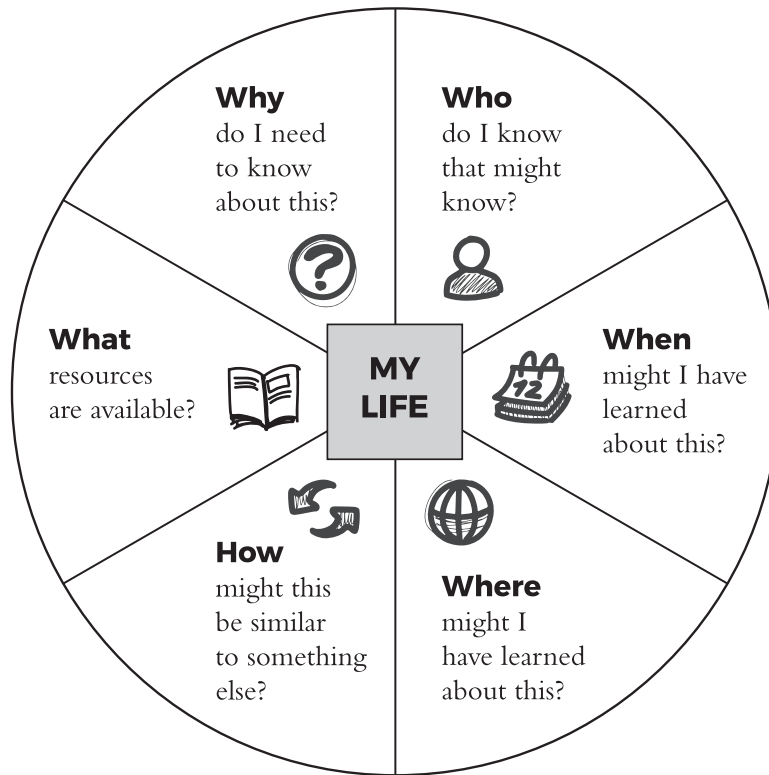 Why
do I need
to know
about this?
Who
do I know
that might
know?
When
might I have
learned
about this?
12
Where
might I
have learned
about this?
How
might this
be similar
to something
else?
What
resources
are available?
MY
LIFE